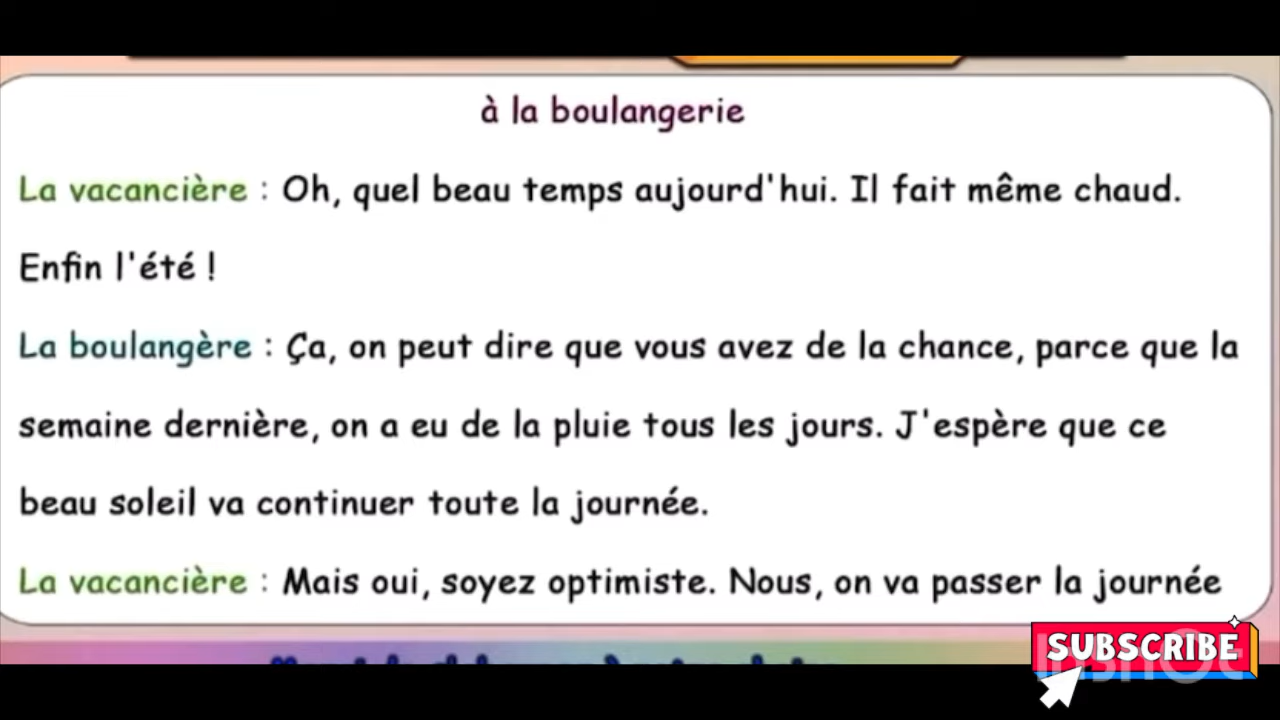 à la boulangerie
La vacancière : Oh, quel beau temps aujourd'hui. Il fait même chaud.
Enfin l'été !
La boulangère : Ça, on peut dire que vous avez de la chance, parce que la
semaine dernière, on a eu de la pluie tous les jours. J'espère que ce
beau soleil va continuer toute la journée.
La vacancière : Mais oui, soyez optimiste. Nous, on va passer la journée
SUBSCRIBE